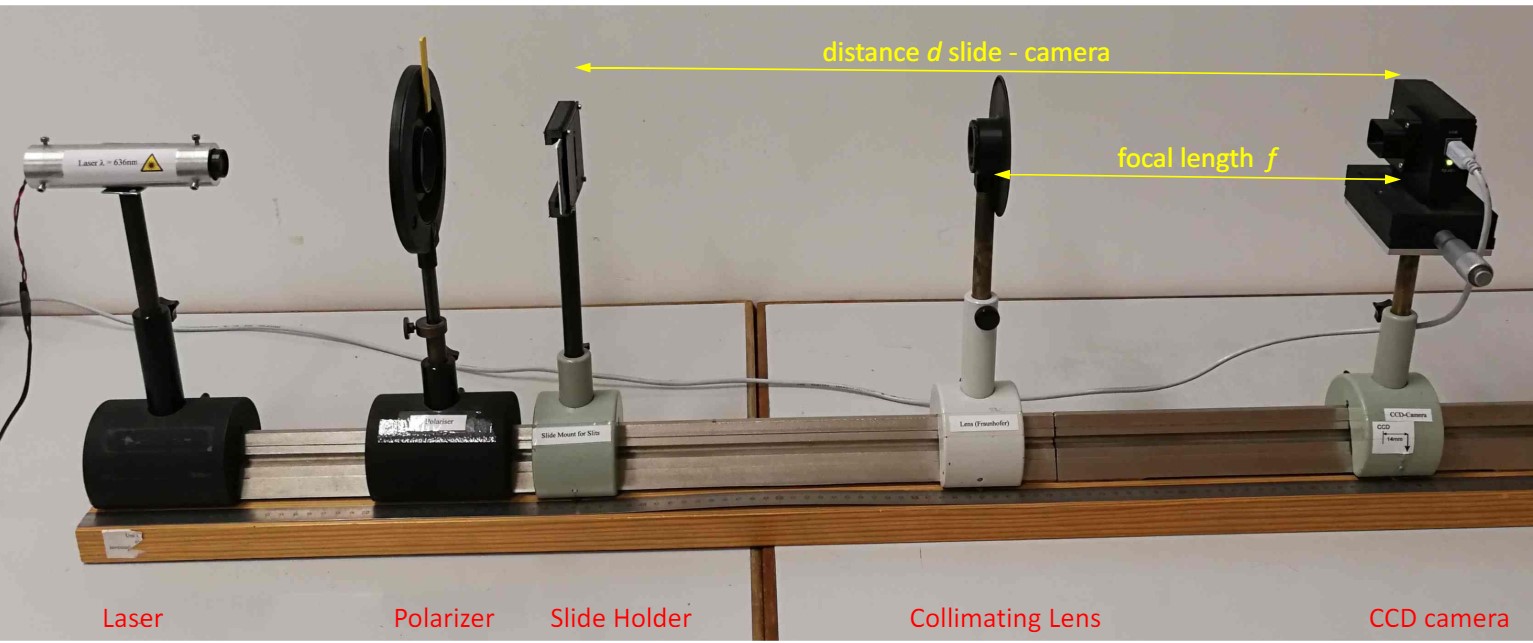 distance d slide - camera
focal length f
Laser λ = 636nm
Polariser
Slide Mount for Slits
Lens (Fraunhofer)
CCD-Camera
CCD
14mm
Laser
Polarizer
Slide Holder
Collimating Lens
CCD camera